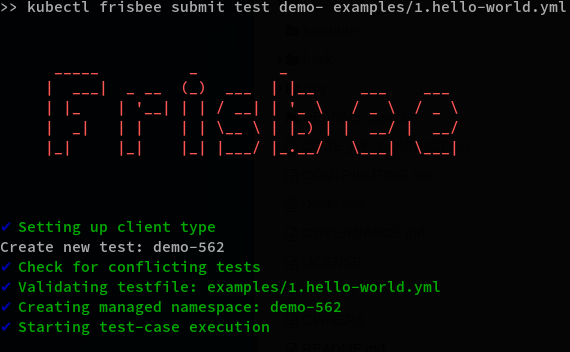 >> kubectl frisbee submit test demo- examples/1.hello-world.yml
Frisbee
✔ Setting up client type
Create new test: demo-562
✔ Check for conflicting tests
✔ Validating testfile: examples/1.hello-world.yml
✔ Creating managed namespace: demo-562
✔ Starting test-case execution